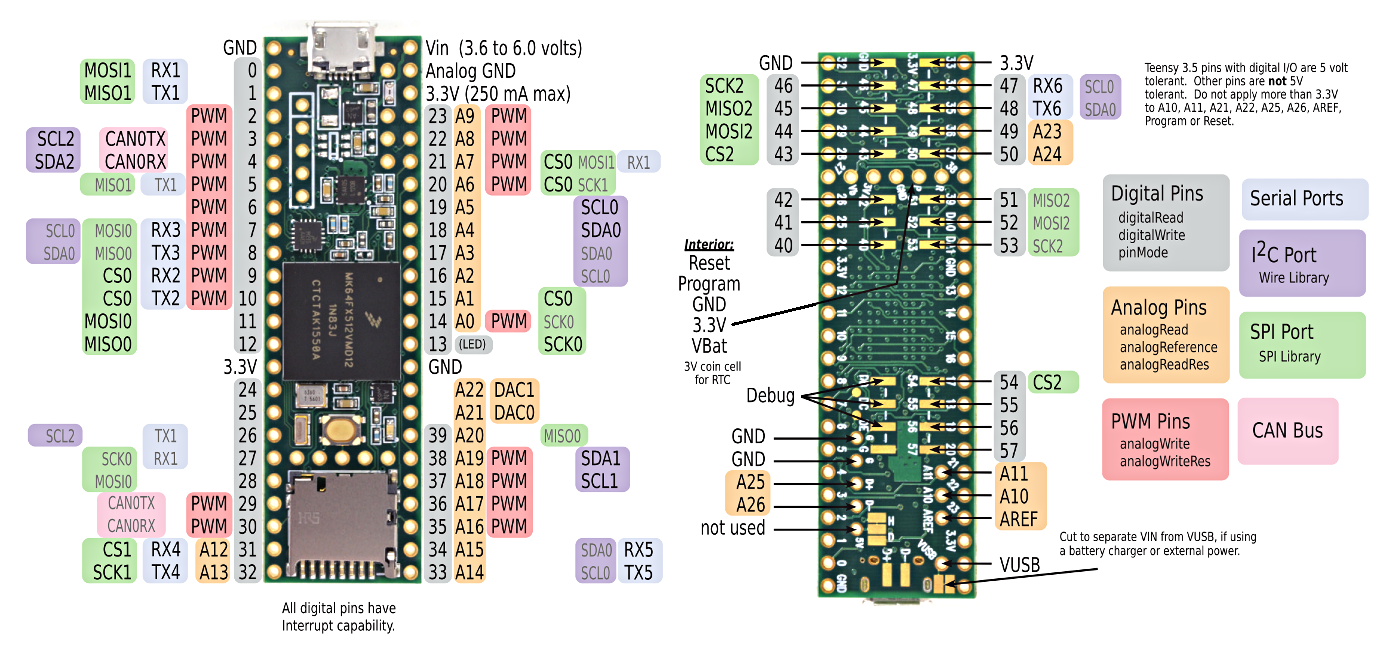 GND Vin (3.6 to 6.0 volts)
MOSI1 RX1 0 Analog GND
MISO1 TX1 1 3.3V (250 mA max)
PWM 2 23 A9 PWM
SCL2 CAN0TX PWM 3 22 A8 PWM
SDA2 CAN0RX PWM 4 21 A7 PWM CS0 MOSI1 RX1
MISO1 TX1 PWM 5 20 A6 PWM CS0 SCK1
PWM 6 19 A5 SCL0
SCL0 MOSI0 RX3 PWM 7 18 A4 SDA0
SDA0 MISO0 TX3 PWM 8 17 A3 SDA0
CS0 RX2 PWM 9 16 A2 SCL0
CS0 TX2 PWM 10 15 A1 CS0
MOSI0 11 14 A0 PWM SCK0
MISO0 12 13 (LED) SCK0
3.3V GND
24 A22 DAC1
25 A21 DAC0
SCL2 TX1 26 39 A20 MISO0
SCK0 RX1 27 38 A19 PWM SDA1
MOSI0 28 37 A18 PWM SCL1
CAN0TX PWM 29 36 A17 PWM
CAN0RX PWM 30 35 A16 PWM
CS1 RX4 A12 31 34 A15 SDA0 RX5
SCK1 TX4 A13 32 33 A14 SCL0 TX5
MK64FX512VMD12
1N83J
CTCTAK1550A
All digital pins have
Interrupt capability.
GND 3.3V
SCK2 46 47 RX6 SCL0
MISO2 45 48 TX6 SDA0
MOSI2 44 49 A23
CS2 43 50 A24
42 51 MISO2
41 52 MOSI2
40 53 SCK2
Interior:
Reset
Program
GND
3.3V
VBat
3V coin cell
for RTC
54 CS2
Debug 55
56
GND 57
GND
A25 A11
A26 A10
not used AREF
VUSB
Teensy 3.5 pins with digital I/O are 5 volt
tolerant. Other pins are not 5V
tolerant. Do not apply more than 3.3V
to A10, A11, A21, A22, A25, A26, AREF,
Program or Reset.
Digital Pins
digitalRead
digitalWrite
pinMode
Serial Ports
I2C Port
Wire Library
Analog Pins
analogRead
analogReference
analogReadRes
SPI Port
SPI Library
PWM Pins
analogWrite
analogWriteRes
CAN Bus
Cut to separate VIN from VUSB, if using
a battery charger or external power.